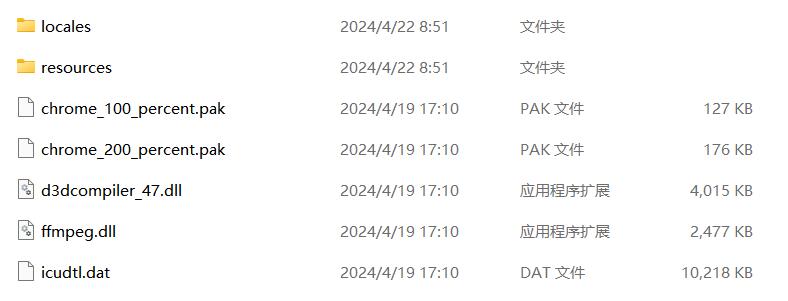 locales 2024/4/22 8:51 文件夹
resources 2024/4/22 8:51 文件夹
chrome_100_percent.pak 2024/4/19 17:10 PAK 文件 127 KB
chrome_200_percent.pak 2024/4/19 17:10 PAK 文件 176 KB
d3dcompiler_47.dll 2024/4/19 17:10 应用程序扩展 4,015 KB
ffmpeg.dll 2024/4/19 17:10 应用程序扩展 2,477 KB
icudtl.dat 2024/4/19 17:10 DAT 文件 10,218 KB